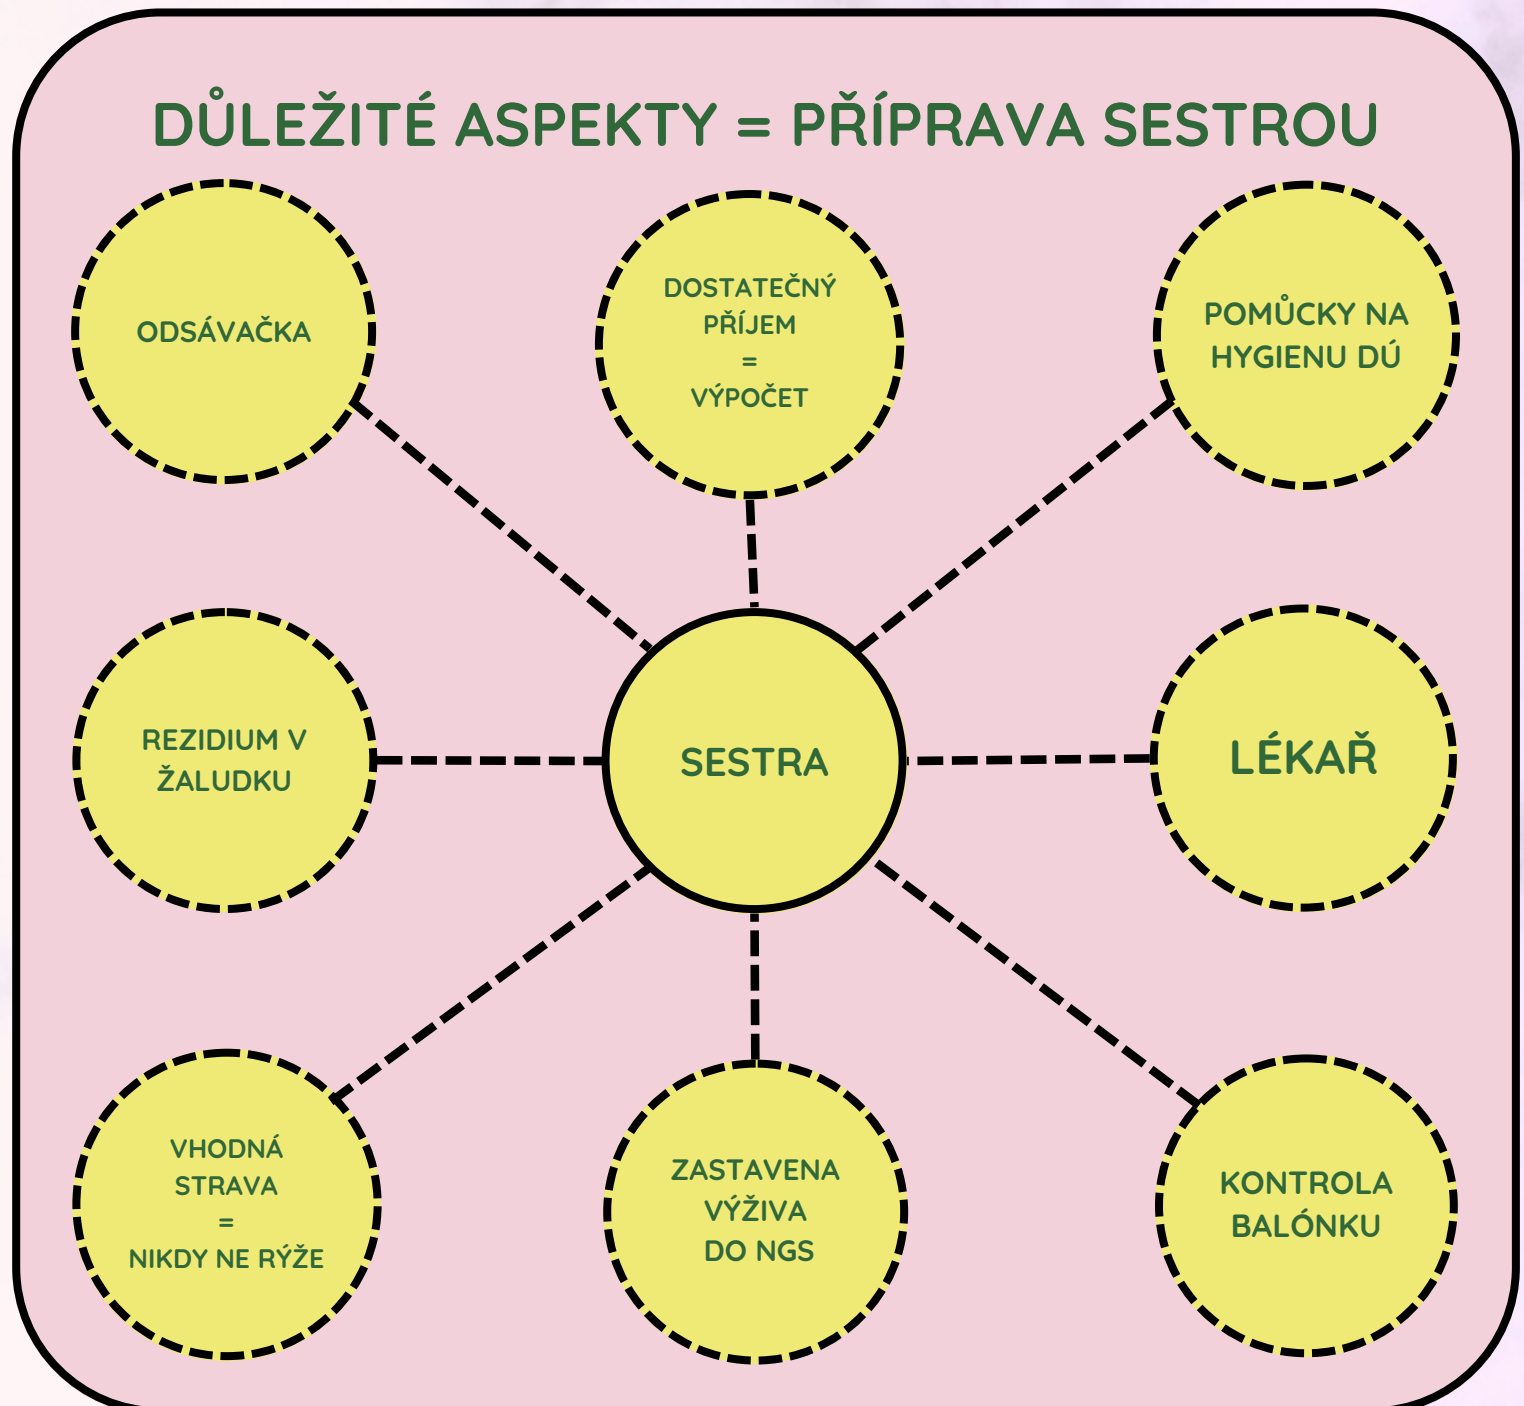 DŮLEŽITÉ ASPEKTY = PŘÍPRAVA SESTROU
ODSÁVAČKA
DOSTATEČNÝ
PŘÍJEM
=
VÝPOČET
POMŮCKY NA
HYGIENU DÚ
REZIDIUM V
ŽALUDKU
SESTRA
LÉKAŘ
VHODNÁ
STRAVA
=
NIKDY NE RÝŽE
ZASTAVENA
VÝŽIVA
DO NGS
KONTROLA
BALÓNKU